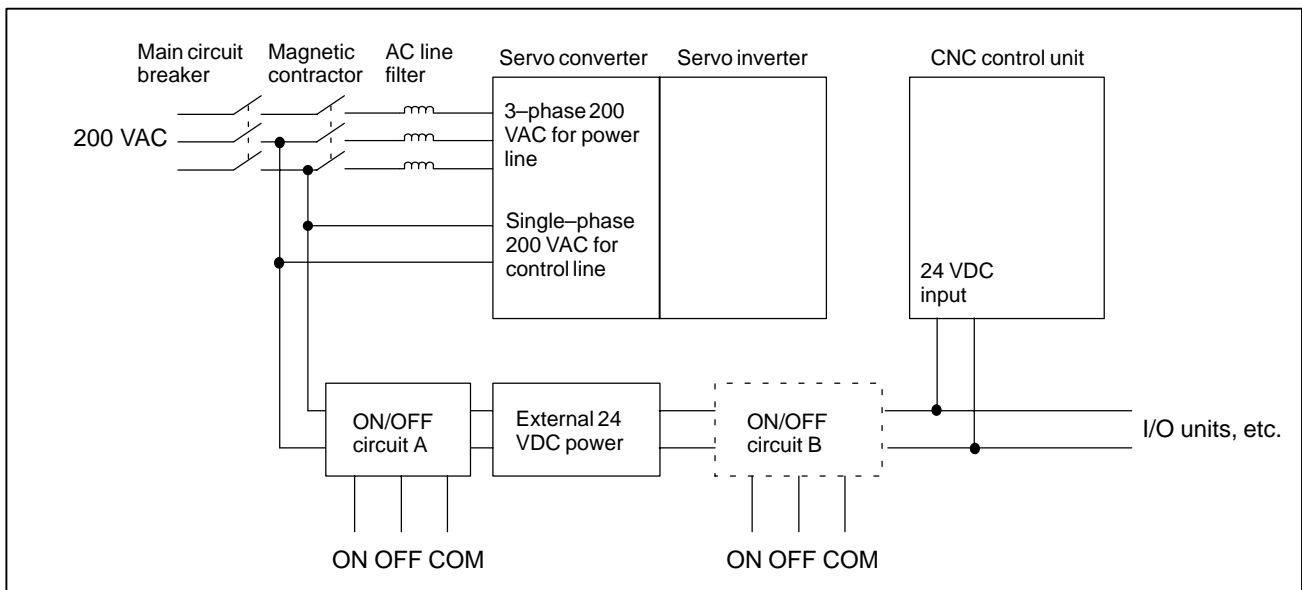 Main circuit
breaker
Magnetic
contractor
AC line
filter
Servo converter
Servo inverter
CNC control unit
200 VAC
3–phase 200
VAC for power
line
Single–phase
200 VAC for
control line
24 VDC
input
ON/OFF
circuit A
External 24
VDC power
ON/OFF
circuit B
I/O units, etc.
ON OFF COM
ON OFF COM